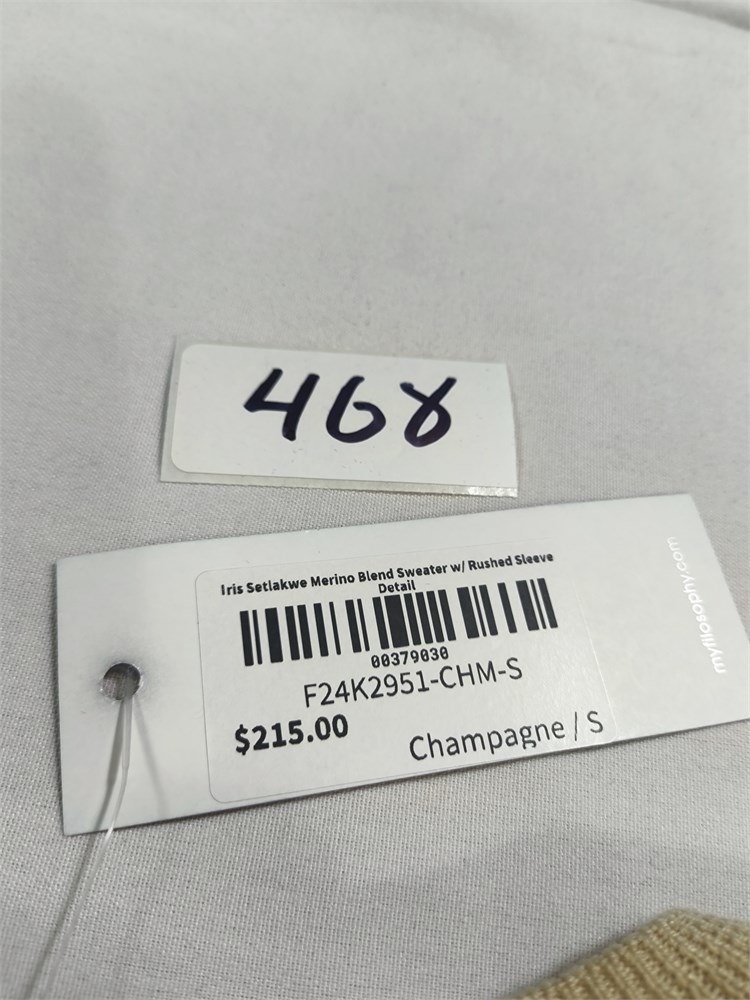 468
Iris Setlakwe Merino Blend Sweater w/ Rushed Sleeve
Detail
00379030
F24K2951-CHM-S
$215.00
Champagne / S
myfilosophy.com